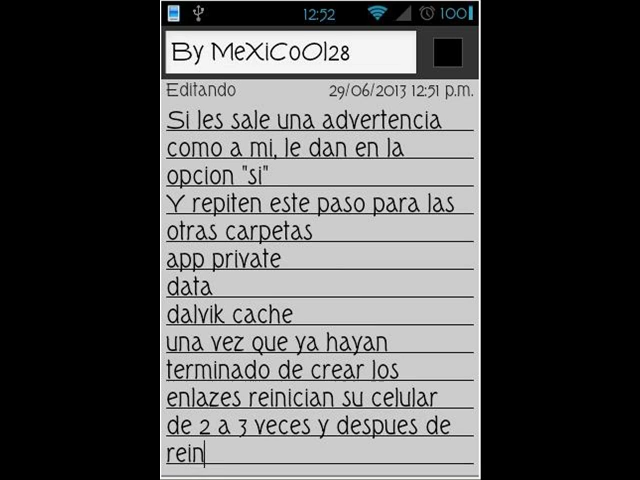 12:52 100
By MeXiCoOl28
Editando 29/06/2013 12:51 p.m.
Si les sale una advertencia
como a mi, le dan en la
opcion "si"
Y repiten este paso para las
otras carpetas
app private
data
dalvik cache
una vez que ya hayan
terminado de crear los
enlazes reinician su celular
de 2 a 3 veces y despues de
rein